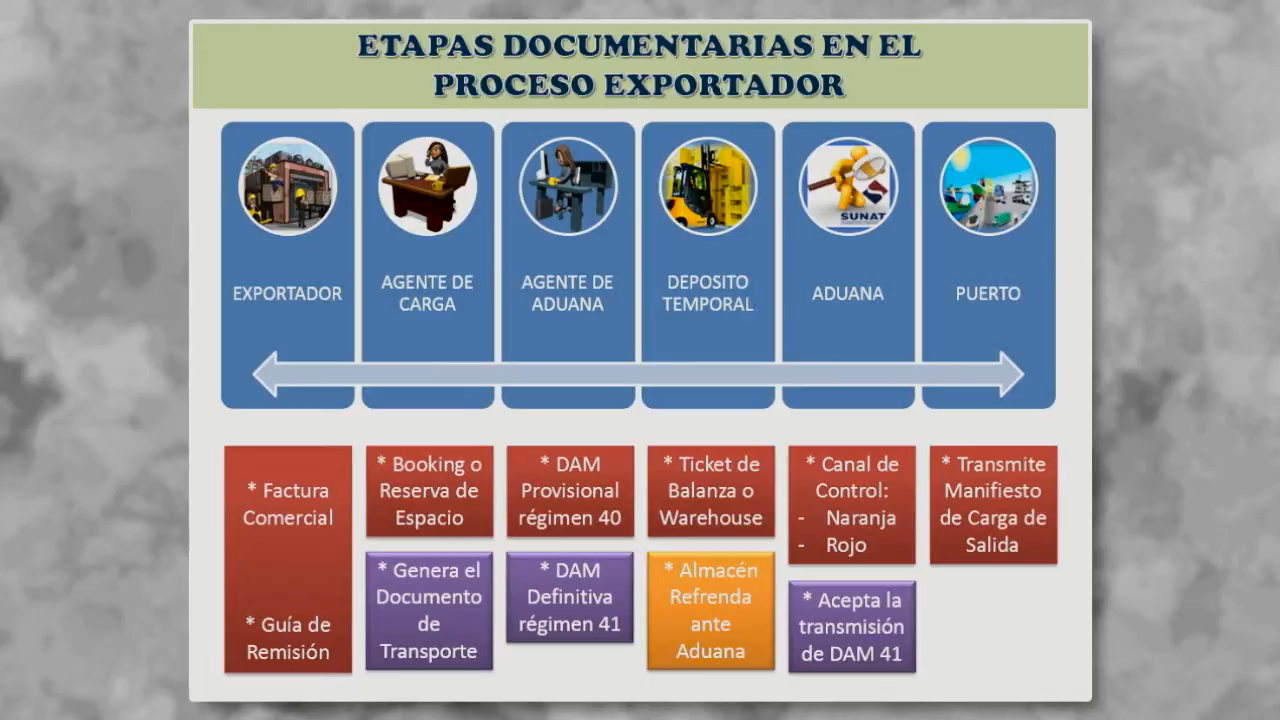 ETAPAS DOCUMENTARIAS EN EL
PROCESO EXPORTADOR
EXPORTADOR
AGENTE DE
CARGA
AGENTE DE
ADUANA
DEPOSITO
TEMPORAL
SUNAT
ADUANA
PUERTO
* Factura
Comercial
* Guía de
Remisión
* Booking o
Reserva de
Espacio
* Genera el
Documento
de
Transporte
* DAM
Provisional
régimen 40
* DAM
Definitiva
régimen 41
* Ticket de
Balanza o
Warehouse
* Almacén
Refrenda
ante
Aduana
* Canal de
Control:
- Naranja
- Rojo
* Acepta la
transmisión
de DAM 41
* Transmite
Manifiesto
de Carga de
Salida